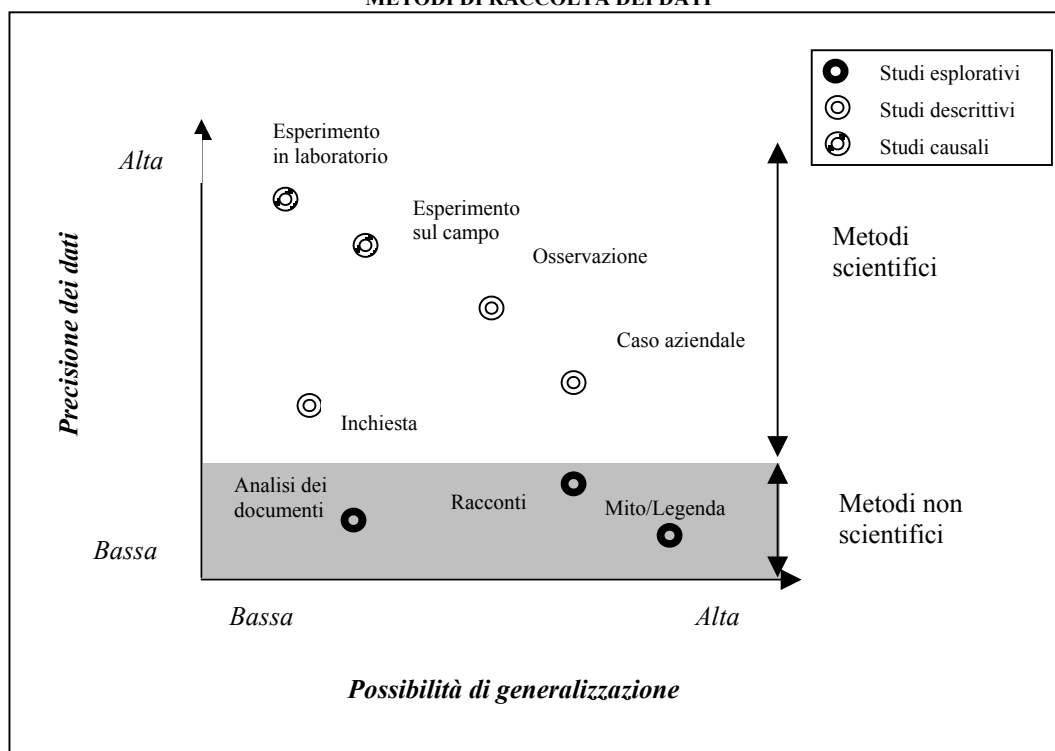 METODI DI RACCOLTA DEI DATI
Studi esplorativi
Studi descrittivi
Studi causali
Alta
Esperimento
in laboratorio
Esperimento
sul campo
Osservazione
Metodi
scientifici
Precisione dei dati
Caso aziendale
Inchiesta
Analisi dei
documenti
Racconti
Mito/Legenda
Metodi non
scientifici
Bassa
Bassa
Alta
Possibilità di generalizzazione